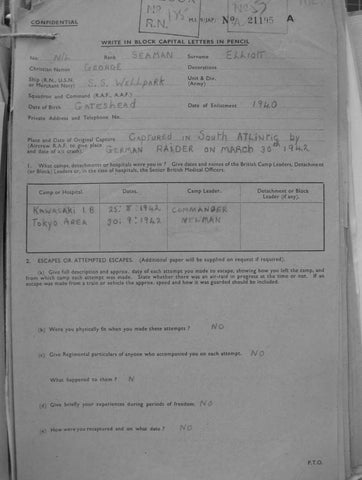 CONFIDENTIAL
R.N.
M.I.9/JAP/ No A 21195 A
WRITE IN BLOCK CAPITAL LETTERS IN PENCIL
No. NIL Rank SEAMAN Surname ELLIOTT
Christian Names GEORGE Decorations
Ship (R.N., U.S.N. or Merchant Navy) S.S. WELLPARK Unit & Div. (Army)
Squadron and Command (R.A.F., A.A.F.)
Date of Birth GATESHEAD Date of Enlistment 1940
Private Address and Telephone No.
Place and Date of Original Capture CAPTURED IN SOUTH ATLANTIC by
(Aircrew R.A.F. to give place and date of a/c crash). GERMAN RAIDER ON MARCH 30th 1942
1. What camps, detachments or hospitals were you in? Give dates and names of the British Camp Leaders, Detachment
(or Block) Leaders or, in the case of hospitals, the Senior British Medical Officers.
Camp or Hospital. Dates. Camp Leader. Detachment or Block Leader (if any).
KAWASAKI 1.B 25:8:1942 COMMANDER
TOKYO AREA 30:9:1942 NEWMAN
2. ESCAPES OR ATTEMPTED ESCAPES. (Additional paper will be supplied on request if required).
(a) Give full description and approx. date of each attempt you made to escape, showing how you left the camp, and
from which camp each attempt was made. State whether there was an air-raid in progress at the time or not. If an
escape was made from a train or vehicle the approx. speed and how it was guarded should be included.
(b) Were you physically fit when you made these attempts? NO
(c) Give Regimental particulars of anyone who accompanied you on each attempt. NO
What happened to them? N
(d) Give briefly your experiences during periods of freedom. NO
(e) How were you recaptured and on what date? NO
P.T.O.